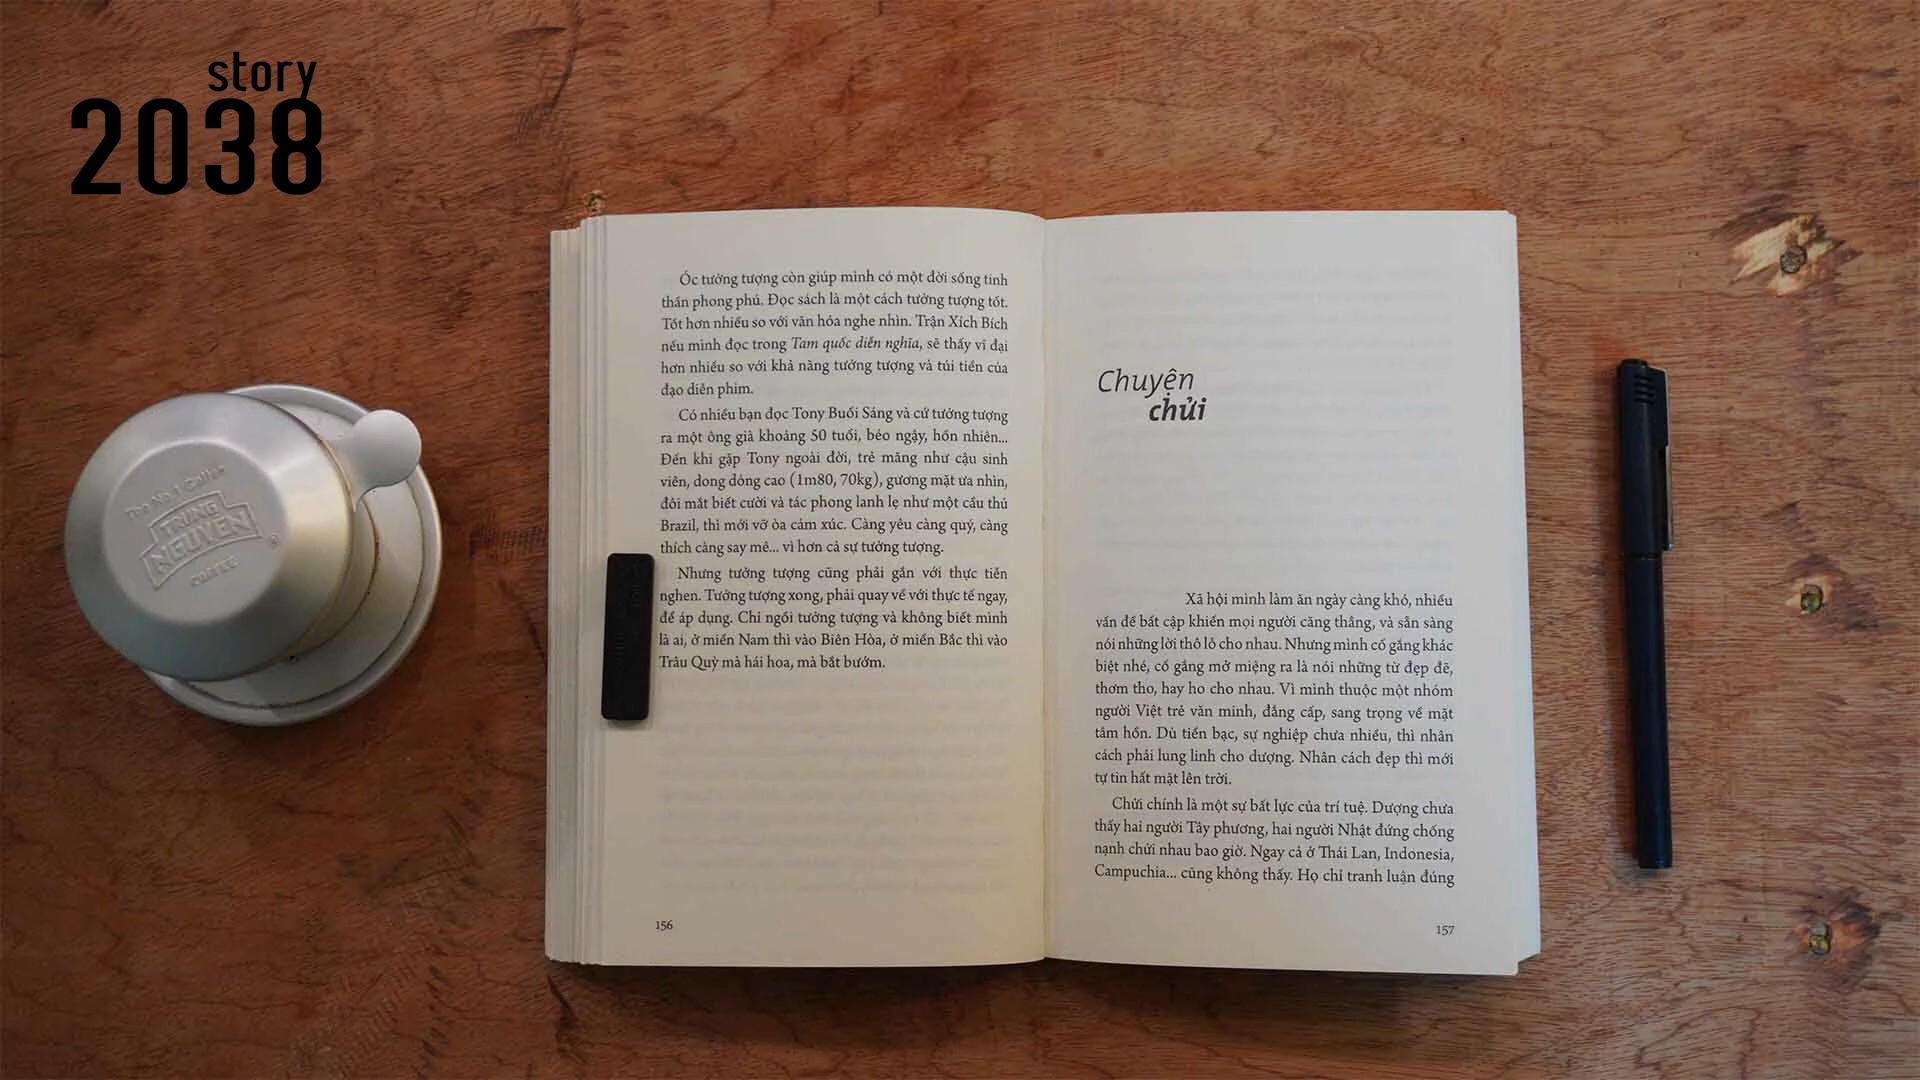 story
2038
The No.1 Coffee
TRUNG
NGUYEN
COFFEE
Óc tưởng tượng còn giúp mình có một đời sống tinh
thần phong phú. Đọc sách là một cách tưởng tượng tốt.
Tốt hơn nhiều so với văn hóa nghe nhìn. Trận Xích Bích
nếu mình đọc trong Tam quốc diễn nghĩa, sẽ thấy vĩ đại
hơn nhiều so với khả năng tưởng tượng và túi tiền của
đạo diễn phim.
Có nhiều bạn đọc Tony Buổi Sáng và cứ tưởng tượng
ra một ông già khoảng 50 tuổi, béo ngậy, hồn nhiên...
Đến khi gặp Tony ngoài đời, trẻ măng như cậu sinh
viên, dong dỏng cao (1m80, 70kg), gương mặt ưa nhìn,
đôi mắt biết cười và tác phong lanh lẹ như một cầu thủ
Brazil, thì mới vỡ òa cảm xúc. Càng yêu càng quý, càng
thích càng say mê... vì hơn cả sự tưởng tượng.
Nhưng tưởng tượng cũng phải gắn với thực tiễn
nghen. Tưởng tượng xong, phải quay về với thực tế ngay,
để áp dụng. Chỉ ngồi tưởng tượng và không biết mình
là ai, ở miền Nam thì vào Biên Hòa, ở miền Bắc thì vào
Trâu Quỳ mà hái hoa, mà bắt bướm.
156
Chuyện
chửi
Xã hội mình làm ăn ngày càng khó, nhiều
vấn đề bất cập khiến mọi người căng thẳng, và sẵn sàng
nói những lời thô lỗ cho nhau. Nhưng mình cố gắng khác
biệt nhé, cố gắng mở miệng ra là nói những từ đẹp đẽ,
thơm tho, hay ho cho nhau. Vì mình thuộc một nhóm
người Việt trẻ văn minh, đẳng cấp, sang trọng về mặt
tâm hồn. Dù tiền bạc, sự nghiệp chưa nhiều, thì nhân
cách phải lung linh cho dượng. Nhân cách đẹp thì mới
tự tin hất mặt lên trời.
Chửi chính là một sự bất lực của trí tuệ. Dượng chưa
thấy hai người Tây phương, hai người Nhật đứng chống
nạnh chửi nhau bao giờ. Ngay cả ở Thái Lan, Indonesia,
Campuchia... cũng không thấy. Họ chỉ tranh luận đúng
157